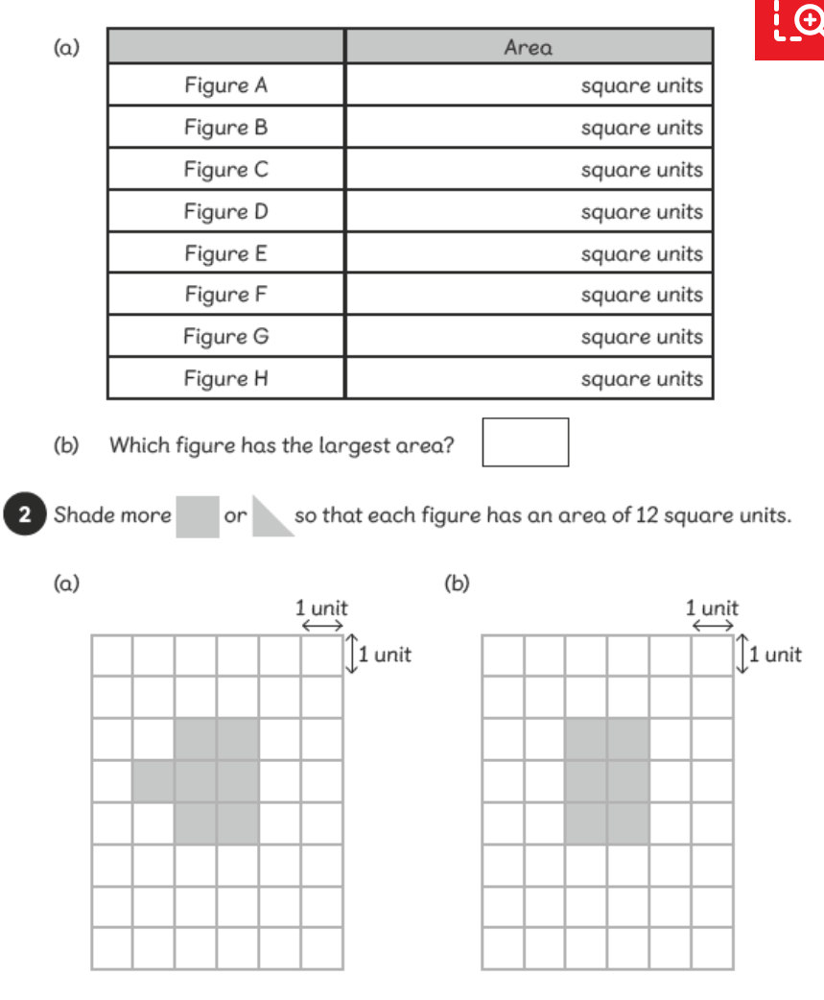 (a)
Area
Figure A square units
Figure B square units
Figure C square units
Figure D square units
Figure E square units
Figure F square units
Figure G square units
Figure H square units
(b) Which figure has the largest area?
2 Shade more or so that each figure has an area of 12 square units.
(a) (b)
1 unit 1 unit
1 unit 1 unit